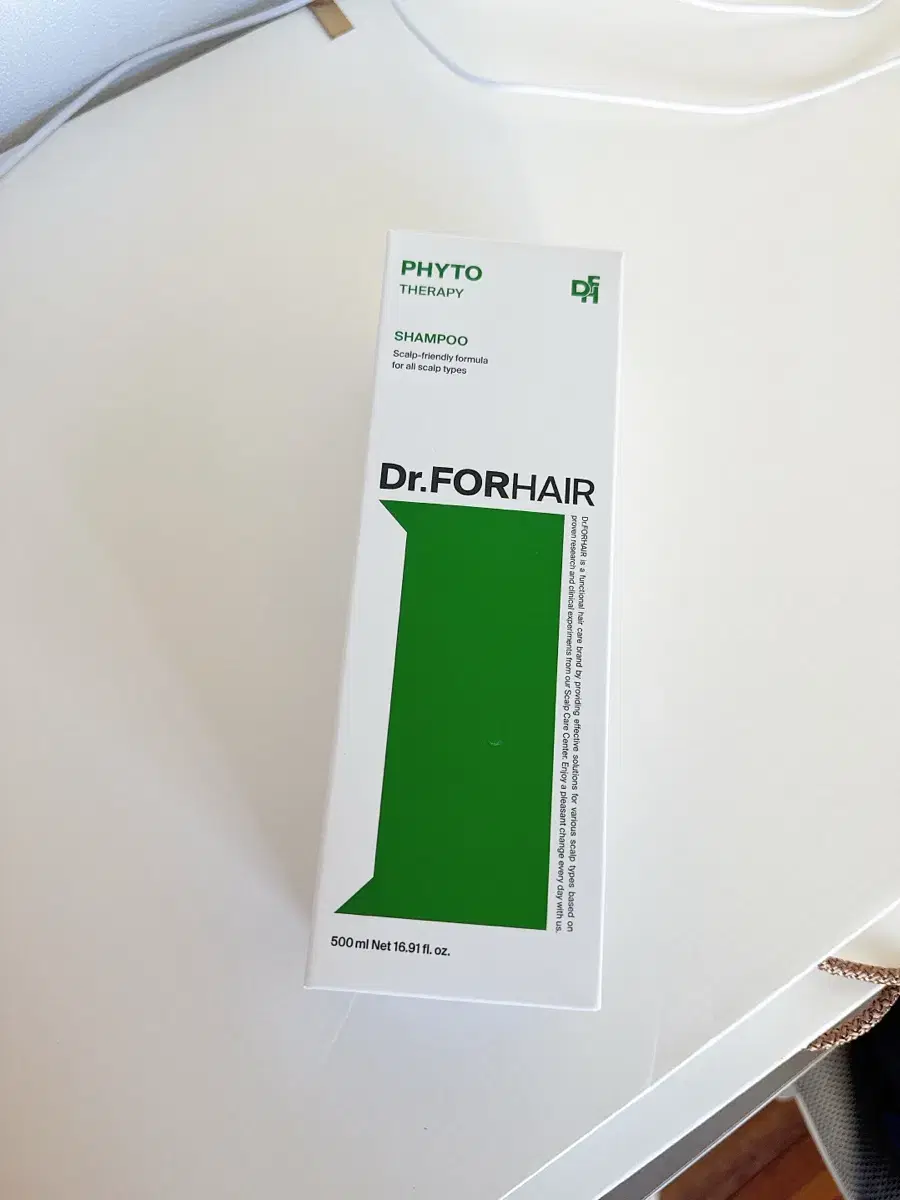 PHYTO
THERAPY
DFH
SHAMPOO
Scalp-friendly formula
for all scalp types
Dr.FORHAIR
Dr.FORHAIR is a functional hair care brand by providing effective solutions for various scalp types based on
proven research and clinical experiments from our Scalp Care Center. Enjoy a pleasant change every day with us.
500 ml Net 16.91 fl. oz.